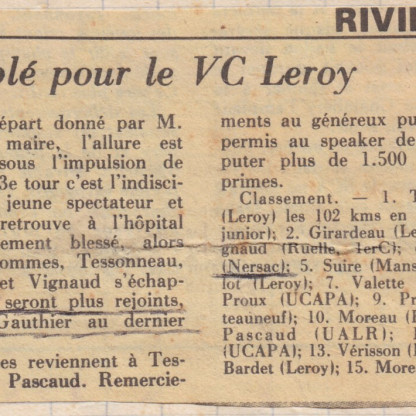 RIVI
lé pour le VC Leroy
épart donné par M.
maire, l'allure est
sous l'impulsion de
3e tour c'est l'indisci-
jeune spectateur et
retrouve à l'hôpital
ement blessé, alors
ommes, Tessonneau,
et Vignaud s'échap-
seront plus rejoints,
Gauthier au dernier
es reviennent à Tes-
Pascaud. Remercie-
ments au généreux pu
permis au speaker de
puter plus de 1.500
primes.
Classement. — 1. T
(Leroy) les 102 kms en
junior); 2. Girardeau (Le
gnaud (Ruelle, 1erC);
(Nersac); 5. Suire (Mans
lot (Leroy); 7. Valette
Proux (UCAPA); 9. Pr
teauneuf); 10. Moreau (R
Pascaud (UALR); 1
(UCAPA); 13. Vérisson (
Bardet (Leroy); 15. More